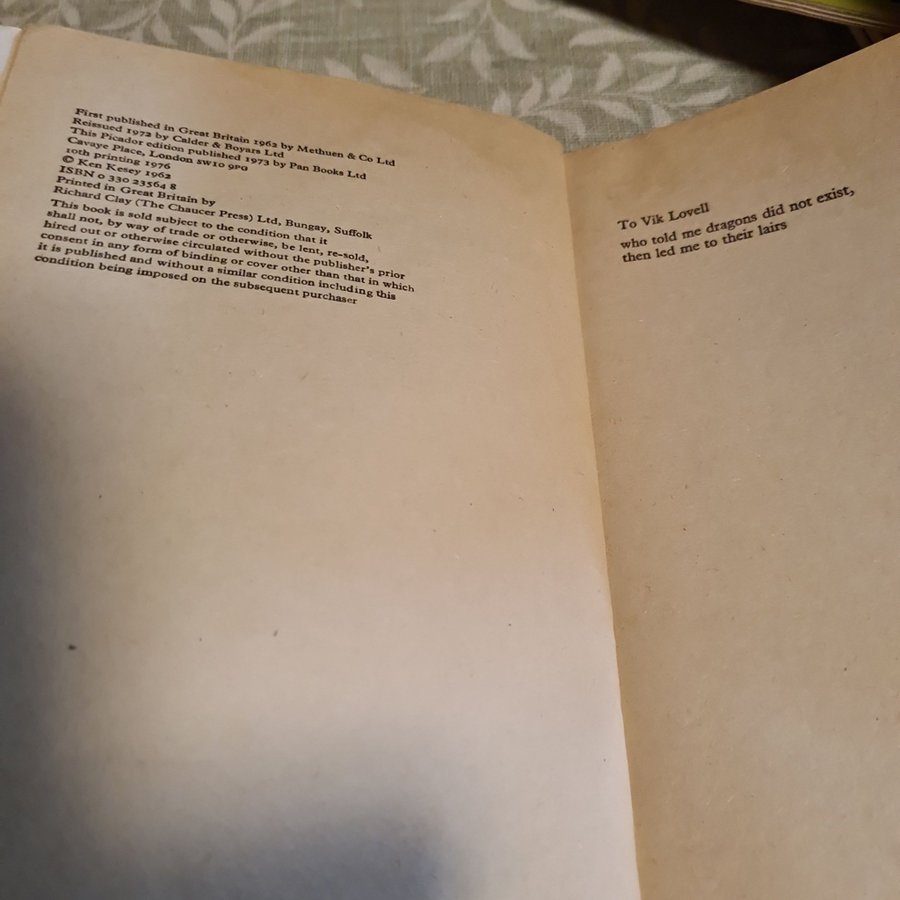 First published in Great Britain 1962 by Methuen & Co Ltd
Reissued 1972 by Calder & Boyars Ltd
This Picador edition published 1973 by Pan Books Ltd
Cavaye Place, London SW10 9PG
10th printing 1976
© Ken Kesey 1962
ISBN 0 330 23564 8
Printed in Great Britain by
Richard Clay (The Chaucer Press) Ltd, Bungay, Suffolk
This book is sold subject to the condition that it
shall not, by way of trade or otherwise, be lent, re-sold,
hired out or otherwise circulated without the publisher's prior
consent in any form of binding or cover other than that in which
it is published and without a similar condition including this
condition being imposed on the subsequent purchaser
To Vik Lovell
who told me dragons did not exist,
then led me to their lairs